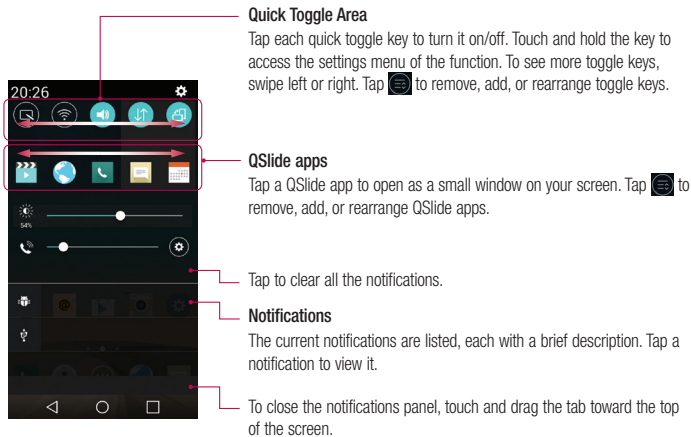 Quick Toggle Area
Tap each quick toggle key to turn it on/off. Touch and hold the key to
access the settings menu of the function. To see more toggle keys,
swipe left or right. Tap to remove, add, or rearrange toggle keys.
20:26
QSlide apps
Tap a QSlide app to open as a small window on your screen. Tap to
remove, add, or rearrange QSlide apps.
54%
Tap to clear all the notifications.
Notifications
The current notifications are listed, each with a brief description. Tap a
notification to view it.
To close the notifications panel, touch and drag the tab toward the top
of the screen.